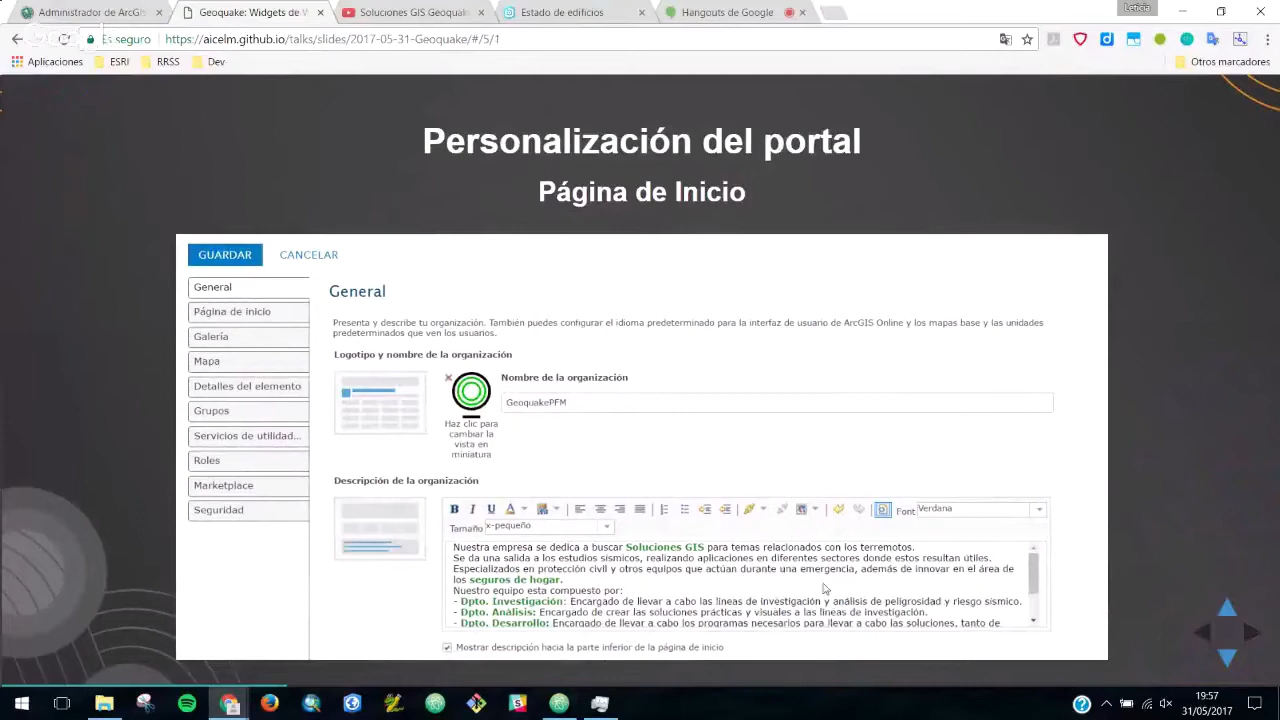 Administrador de ArcGIS
Geoquake: Widgets de W
Soluciones GIS Geoquake
Estado de edificios
Hangouts de Google
Leticia
Es seguro
https://aicelm.github.io/talks/slides/2017-05-31-Geoquake/#/5/1
Aplicaciones
ESRI
RRSS
Dev
Otros marcadores
Personalización del portal
Página de Inicio
GUARDAR
CANCELAR
General
Página de inicio
Galería
Mapa
Detalles del elemento
Grupos
Servicios de utilidad...
Roles
Marketplace
Seguridad
General
Presenta y describe tu organización. También puedes configurar el idioma predeterminado para la interfaz de usuario de ArcGIS Online y los mapas base y las unidades
predeterminados que ven los usuarios.
Logotipo y nombre de la organización
Haz clic para
cambiar la
vista en
miniatura
Nombre de la organización
GeoquakePFM
Descripción de la organización
B I U A
Font
Verdana
Tamaño
x-pequeño
Nuestra empresa se dedica a buscar Soluciones GIS para temas relacionados con los terremotos.
Se da una salida a los estudios sísmicos, realizando aplicaciones en diferentes sectores donde estos resultan útiles.
Especializados en protección civil y otros equipos que actúan durante una emergencia, además de innovar en el área de
los seguros de hogar.
Nuestro equipo esta compuesto por:
- Dpto. Investigación: Encargado de llevar a cabo las líneas de investigación y análisis de peligrosidad y riesgo sísmico.
- Dpto. Análisis: Encargado de crear las soluciones prácticas y visuales a las líneas de investigación.
- Dpto. Desarrollo: Encargado de llevar a cabo los programas necesarios para llevar a cabo las soluciones, tanto de
Mostrar descripción hacia la parte inferior de la página de inicio
19:57
31/05/2017